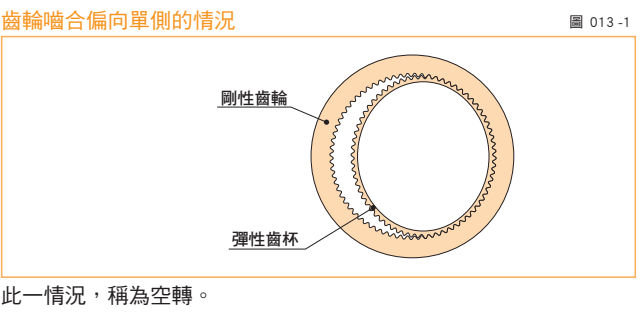 齒輪嚙合偏向單側的情況
圖 013 -1
剛性齒輪
彈性齒杯
此一情況，稱為空轉。